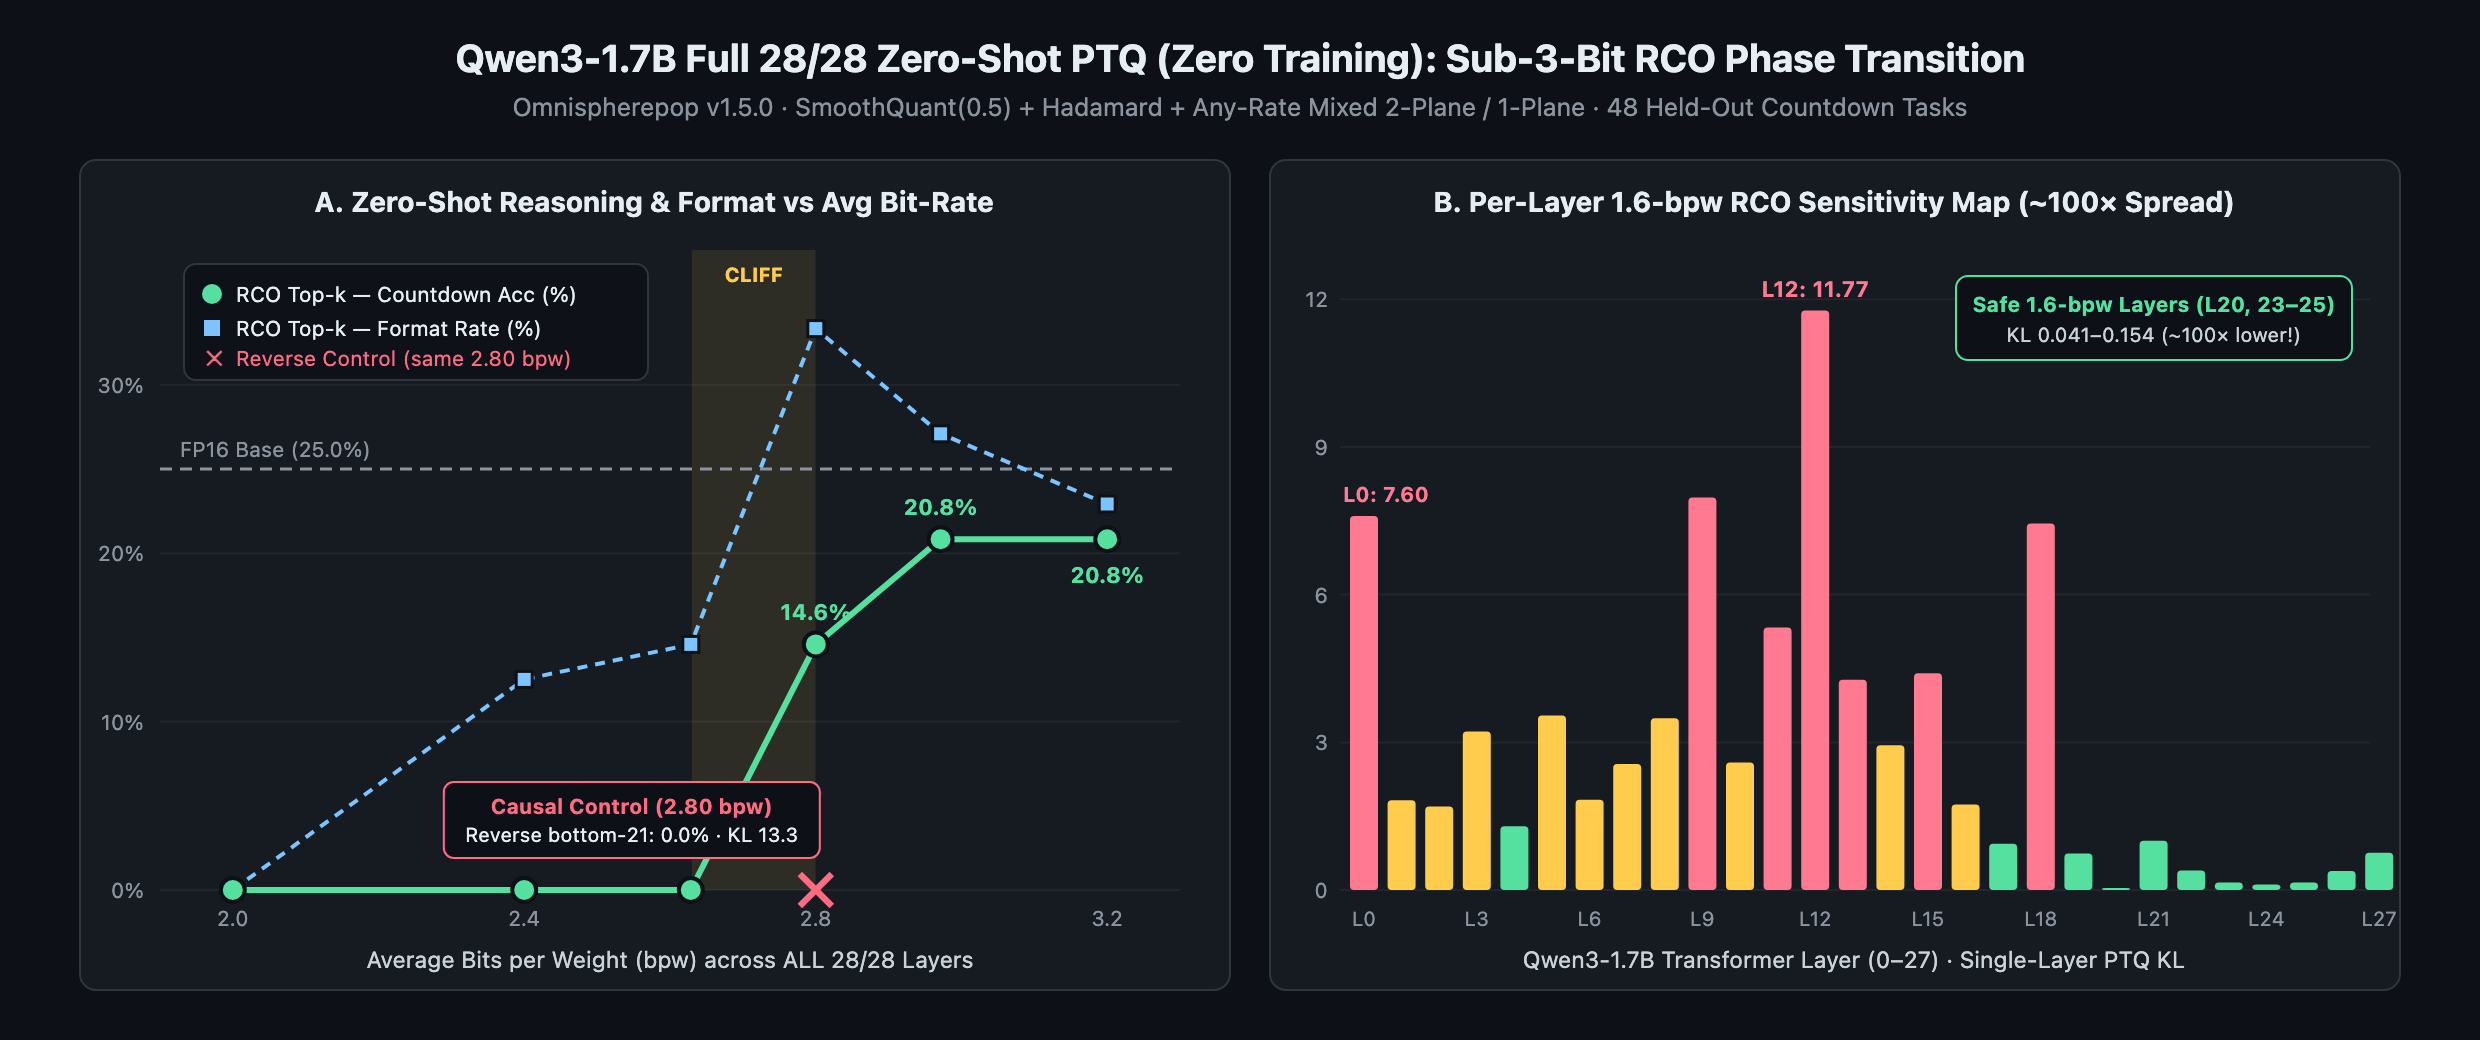 Qwen3-1.7B Full 28/28 Zero-Shot PTQ (Zero Training): Sub-3-Bit RCO Phase Transition
Omnispherepop v1.5.0 · SmoothQuant(0.5) + Hadamard + Any-Rate Mixed 2-Plane / 1-Plane · 48 Held-Out Countdown Tasks
A. Zero-Shot Reasoning & Format vs Avg Bit-Rate
CLIFF
RCO Top-k — Countdown Acc (%)
RCO Top-k — Format Rate (%)
Reverse Control (same 2.80 bpw)
30%
FP16 Base (25.0%)
20.8%
20%
20.8%
14.6%
10%
Causal Control (2.80 bpw)
Reverse bottom-21: 0.0% · KL 13.3
0%
2.0 2.4 2.8 3.2
Average Bits per Weight (bpw) across ALL 28/28 Layers
B. Per-Layer 1.6-bpw RCO Sensitivity Map (~100× Spread)
L12: 11.77
12
Safe 1.6-bpw Layers (L20, 23–25)
KL 0.041–0.154 (~100× lower!)
9
L0: 7.60
6
3
0
L0 L3 L6 L9 L12 L15 L18 L21 L24 L27
Qwen3-1.7B Transformer Layer (0–27) · Single-Layer PTQ KL